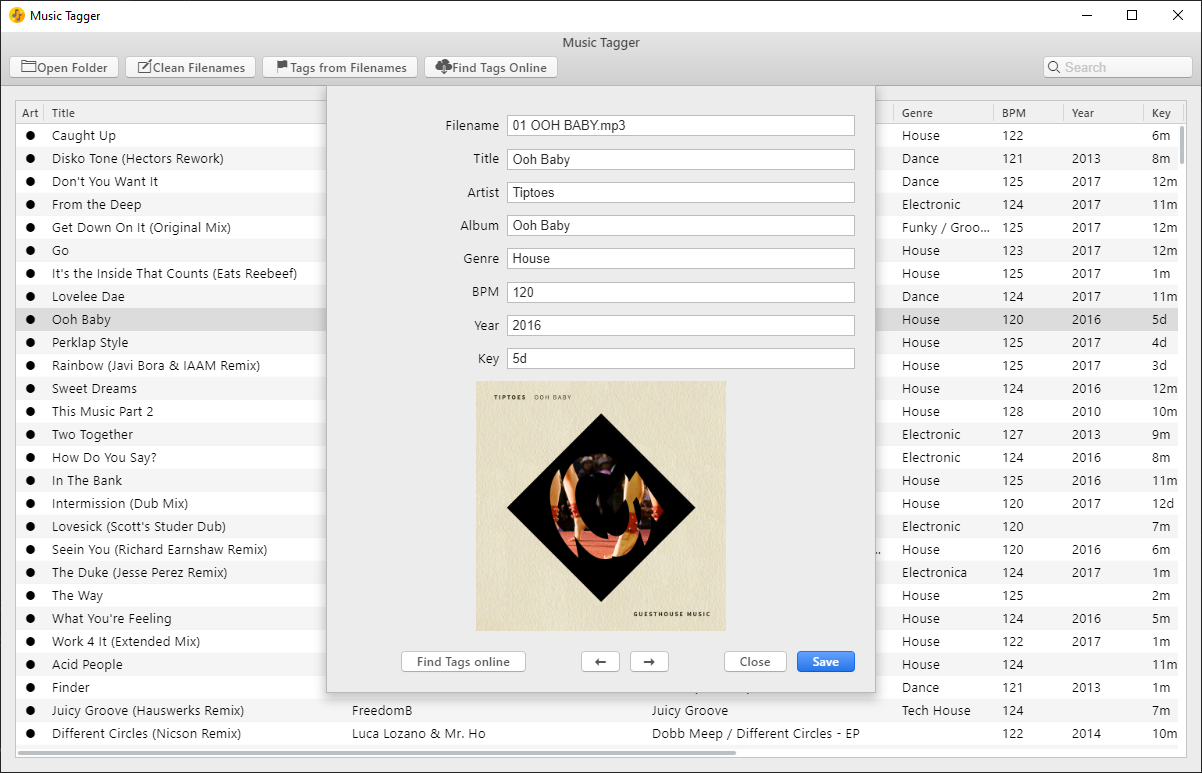 Music Tagger
Music Tagger
Open Folder Clean Filenames Tags from Filenames Find Tags Online Search
Art Title Genre BPM Year Key
Filename 01 OOH BABY.mp3
Title Ooh Baby
Artist Tiptoes
Album Ooh Baby
Genre House
BPM 120
Year 2016
Key 5d
TIPTOES OOH BABY
GUESTHOUSE MUSIC
Find Tags online ← → Close Save
Caught Up House 122 6m
Disko Tone (Hectors Rework) Dance 121 2013 8m
Don't You Want It Dance 125 2017 12m
From the Deep Electronic 124 2017 11m
Get Down On It (Original Mix) Funky / Groo... 125 2017 12m
Go House 123 2017 12m
It's the Inside That Counts (Eats Reebeef) House 125 2017 1m
Lovelee Dae Dance 124 2017 11m
Ooh Baby House 120 2016 5d
Perklap Style House 125 2017 4d
Rainbow (Javi Bora & IAAM Remix) House 125 2017 3d
Sweet Dreams House 124 2016 12m
This Music Part 2 House 128 2010 10m
Two Together Electronic 127 2013 9m
How Do You Say? Electronic 124 2016 8m
In The Bank House 125 2016 11m
Intermission (Dub Mix) House 120 2017 12d
Lovesick (Scott's Studer Dub) Electronic 120 7m
Seein You (Richard Earnshaw Remix) .. House 120 2016 6m
The Duke (Jesse Perez Remix) Electronica 124 2017 1m
The Way House 125 2m
What You're Feeling House 124 2016 5m
Work 4 It (Extended Mix) House 122 2017 1m
Acid People House 124 11m
Finder Dance 121 2013 1m
Juicy Groove (Hauswerks Remix) FreedomB Juicy Groove Tech House 124 7m
Different Circles (Nicson Remix) Luca Lozano & Mr. Ho Dobb Meep / Different Circles - EP 122 2014 10m